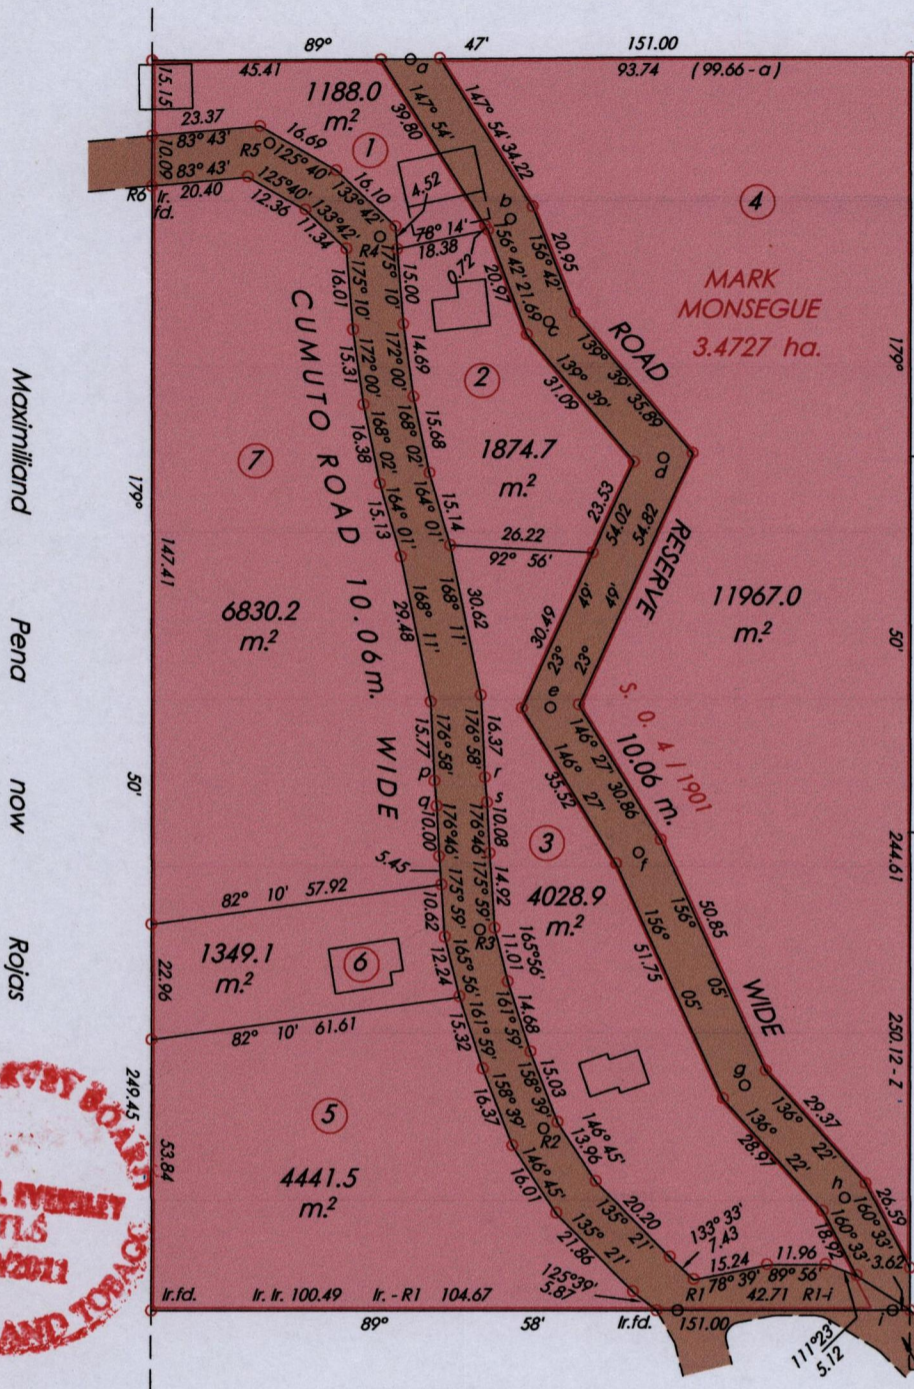 89° 47' 151.00
45.41
93.74 (99.66 - a)
a
15.15
1188.0
m.²
147° 54'
39.80
147° 54' 34.22
23.37
83° 43'
10.09
83° 43'
20.40
R6
Ir.
fd.
R5
16.69
125° 40'
125°40'
12.36
16.10
133° 42'
133°42'
11.34
1
4.52
78° 14'
18.38
0.72
R4
b
4
20.95
156° 42'
156° 42' 21.69
20.97
c
MARK
MONSEGUE
3.4727 ha.
175° 10' 15.00
175° 10'
16.01
CUMUTO ROAD 10.06m. WIDE
ROAD
139° 39' 35.89
139° 39'
31.09
179° 50' 244.61
250.12 - Z
172° 00' 14.69
172° 00'
15.31
2
1874.7
m.²
d
168° 02' 15.68
168° 02'
16.38
7
23.53
54.02
54.82
RESERVE
164° 01' 15.14
164° 01'
15.13
26.22
92° 56'
Maximiliand Pena now Rojas
179° 50' 249.45
147.41
6830.2
m.²
11967.0
m.²
168° 11' 30.62
168° 11'
29.48
30.49
23° 49'
23° 49'
e
S. O. 4 / 1901
10.06 m.
16.37
176° 58'
176° 58'
15.77
146° 27' 30.86
146° 27'
35.52
p
q
r
s
10.08
176°46'
176°46'
10.00
3
f
5.45
4028.9
m.²
14.92
175° 59'
175° 59'
10.62
R3
50.85
156° 05'
156° 05'
51.75
82° 10' 57.92
1349.1
m.²
6
22.96
165°56'
11.01
165° 56'
12.24
WIDE
82° 10' 61.61
14.68
161° 59'
161° 59'
15.32
15.03
158° 39'
158° 39'
16.37
R2
g
29.37
136° 22'
136° 22'
28.97
5
4441.5
m.²
53.84
146° 45'
13.96
146° 45'
16.01
h
26.59
160° 33'
160° 33'
18.92
3.62
20.20
135° 21'
135° 21'
21.86
133° 33'
7.43
15.24
11.96
R1 78° 39' 89° 56'
42.71 R1-i
125°39'
5.87
i
Ir.fd. Ir. Ir. 100.49 Ir. - R1 104.67
89° 58' Ir.fd. 151.00
111°23'
5.12
BOARD
TLS
2011
AND TOBAGO